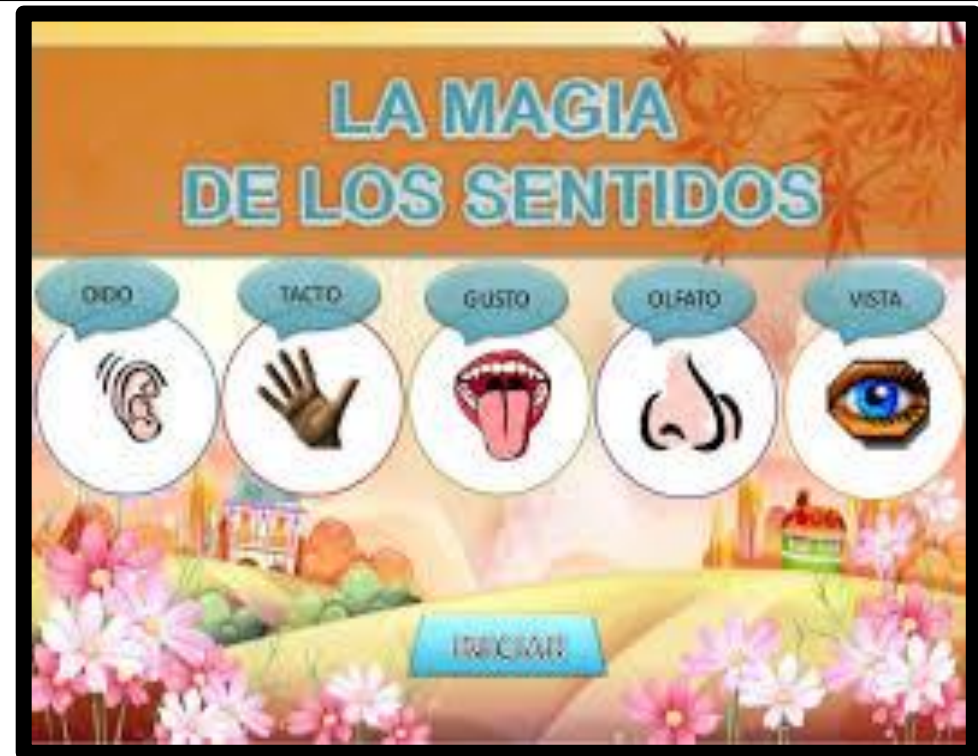 LA MAGIA
DE LOS SENTIDOS
OIDO
TACTO
GUSTO
OLFATO
VISTA
INICIAR